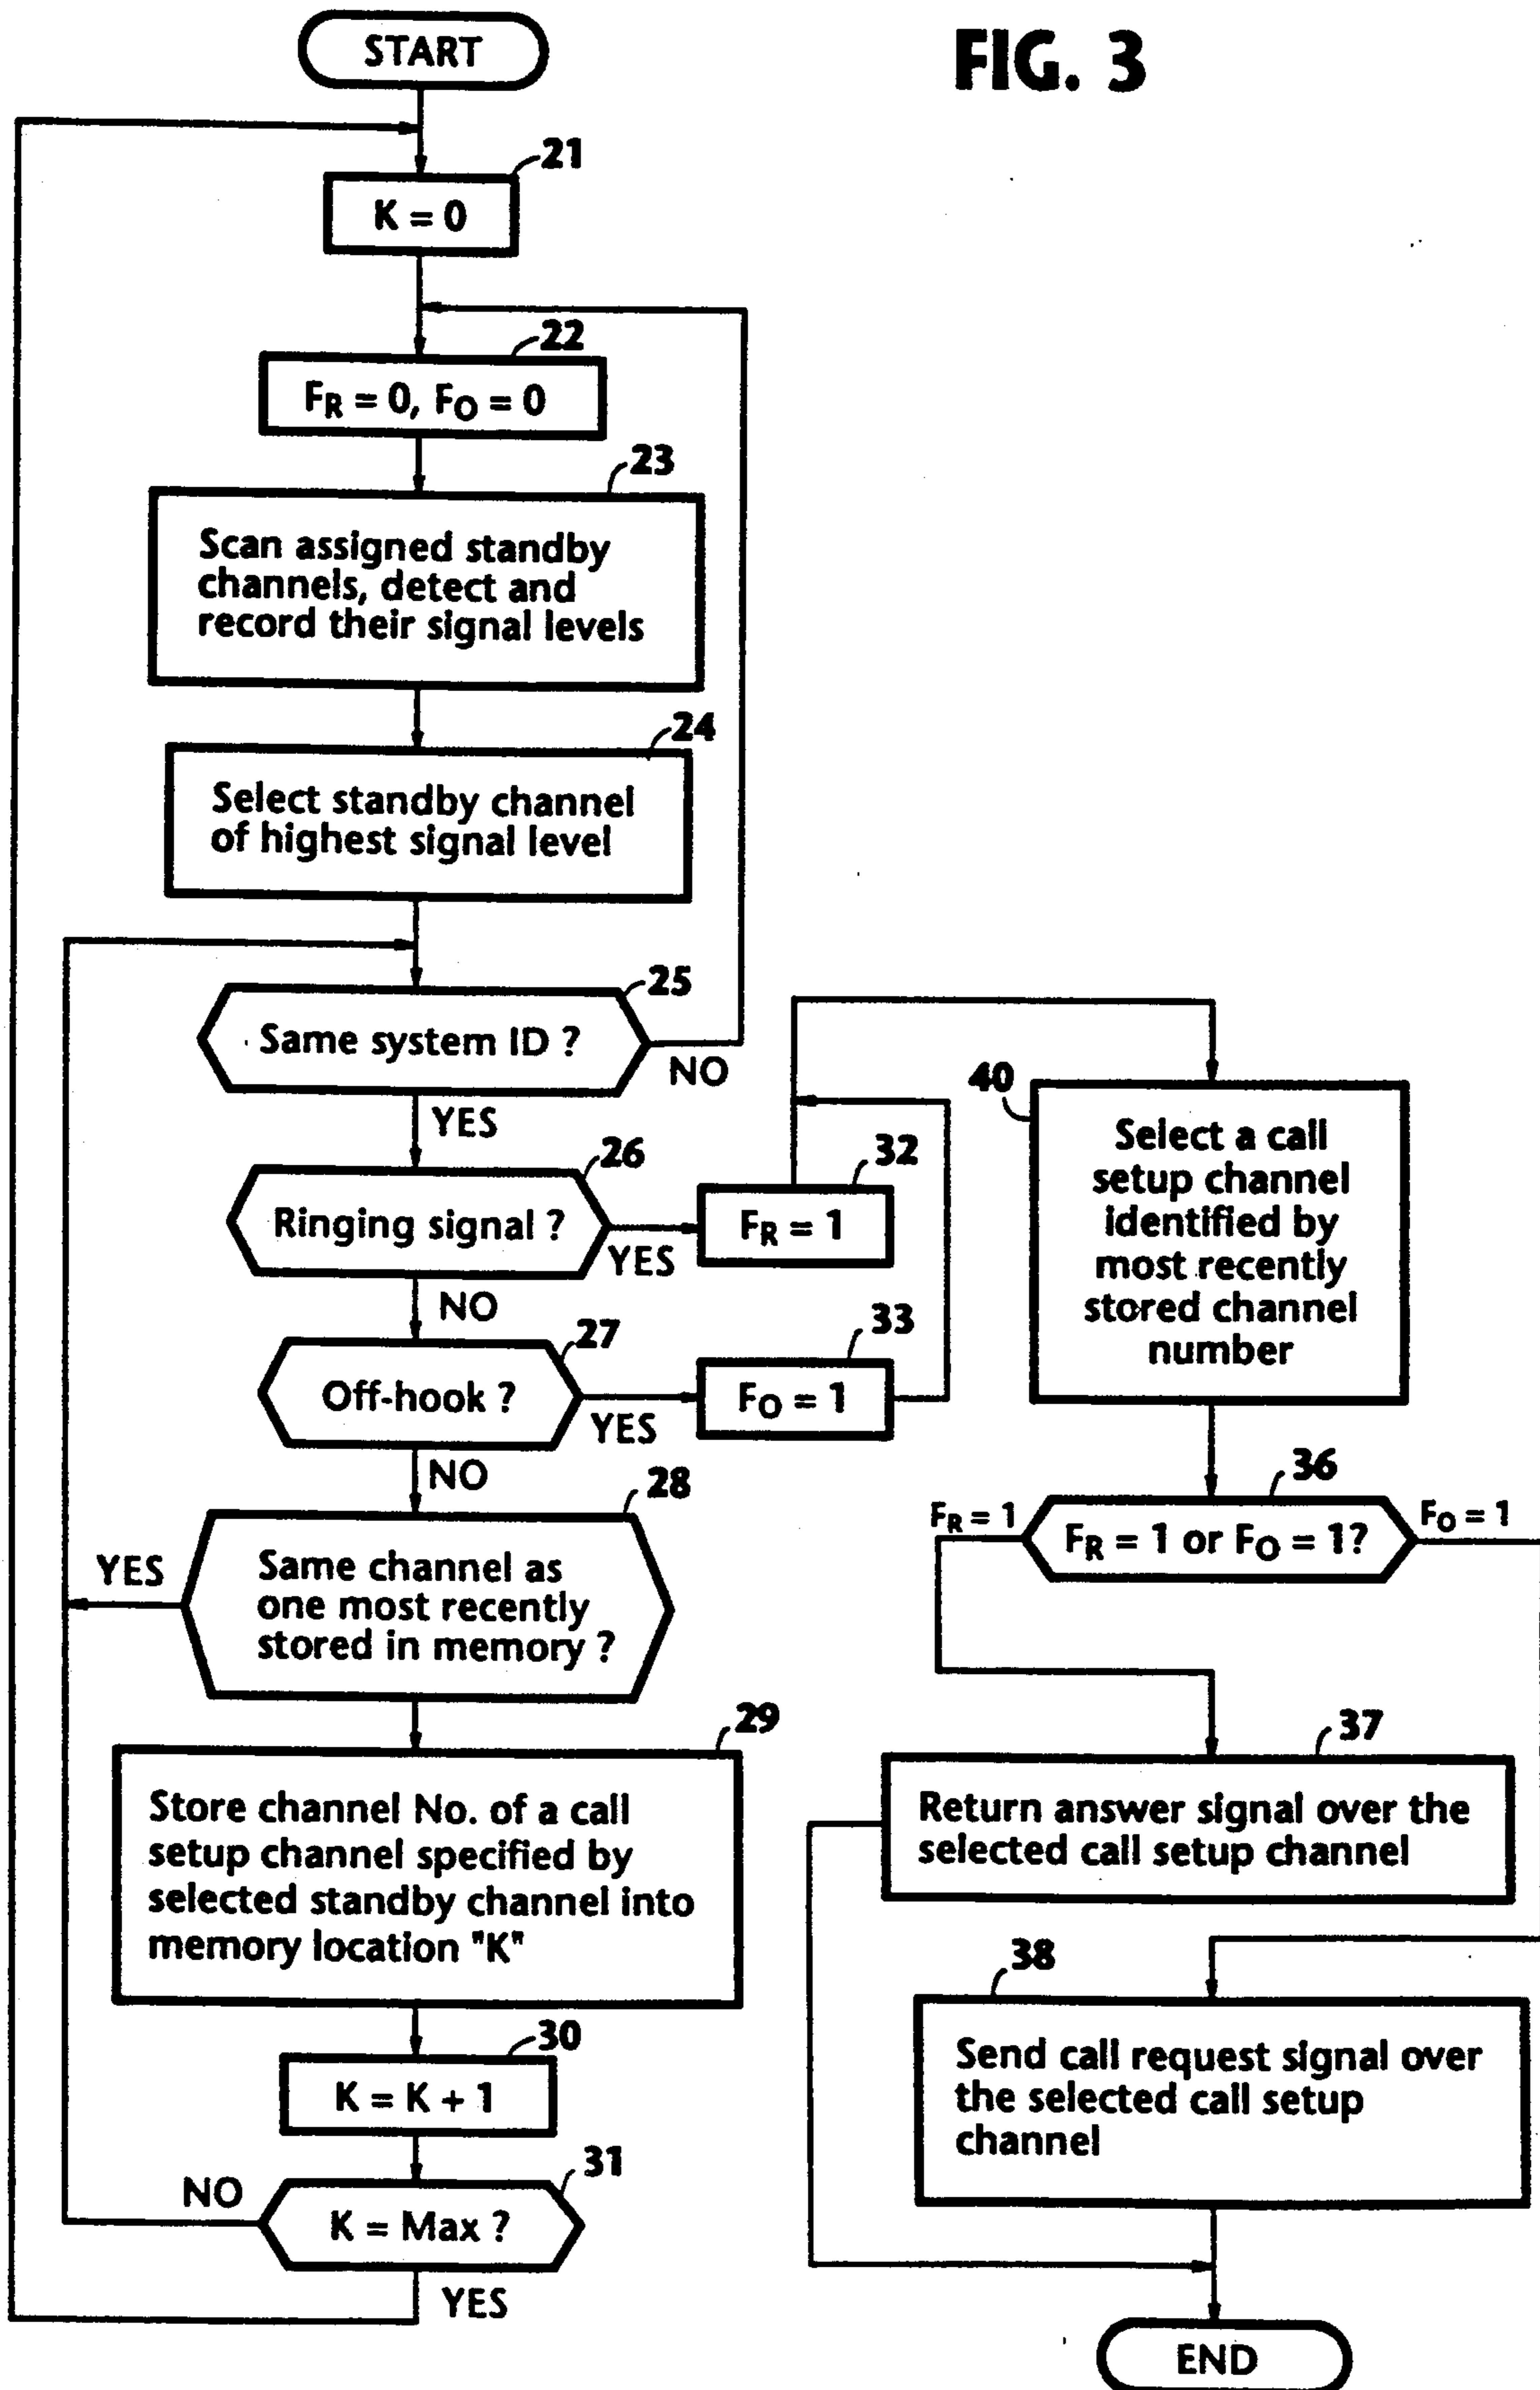 FIG. 3
START
21
K = 0
22
FR = 0, FO = 0
23
Scan assigned standby
channels, detect and
record their signal levels
24
Select standby channel
of highest signal level
25
Same system ID ?
NO
YES
26
Ringing signal ?
YES
NO
32
FR = 1
27
Off-hook ?
YES
NO
33
FO = 1
28
Same channel as
one most recently
stored in memory ?
YES
29
Store channel No. of a call
setup channel specified by
selected standby channel into
memory location "K"
30
K = K + 1
31
K = Max ?
NO
YES
40
Select a call
setup channel
identified by
most recently
stored channel
number
36
FR = 1 or FO = 1?
FR = 1
FO = 1
37
Return answer signal over the
selected call setup channel
38
Send call request signal over
the selected call setup
channel
END